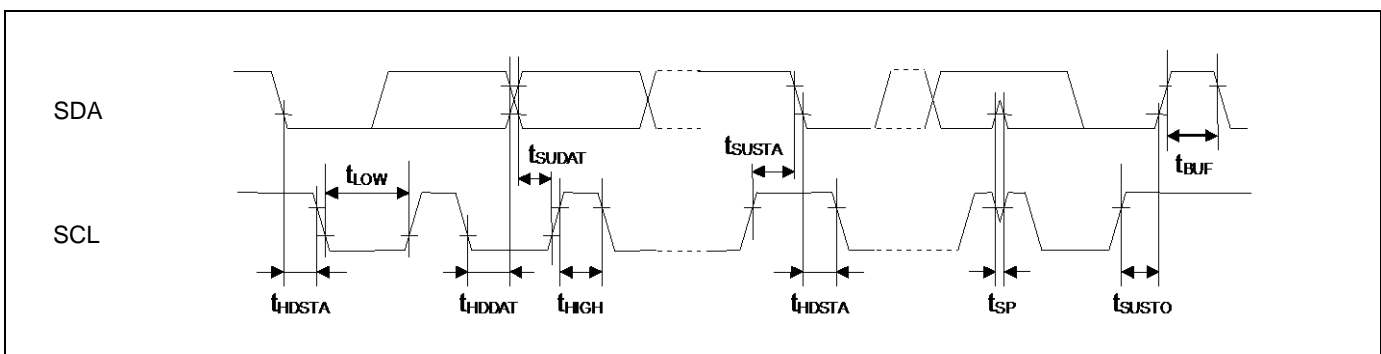 SDA
tSUDAT
tSUSTA
tBUF
tLOW
SCL
tHDSTA
tHDDAT
tHIGH
tHDSTA
tSP
tSUSTO